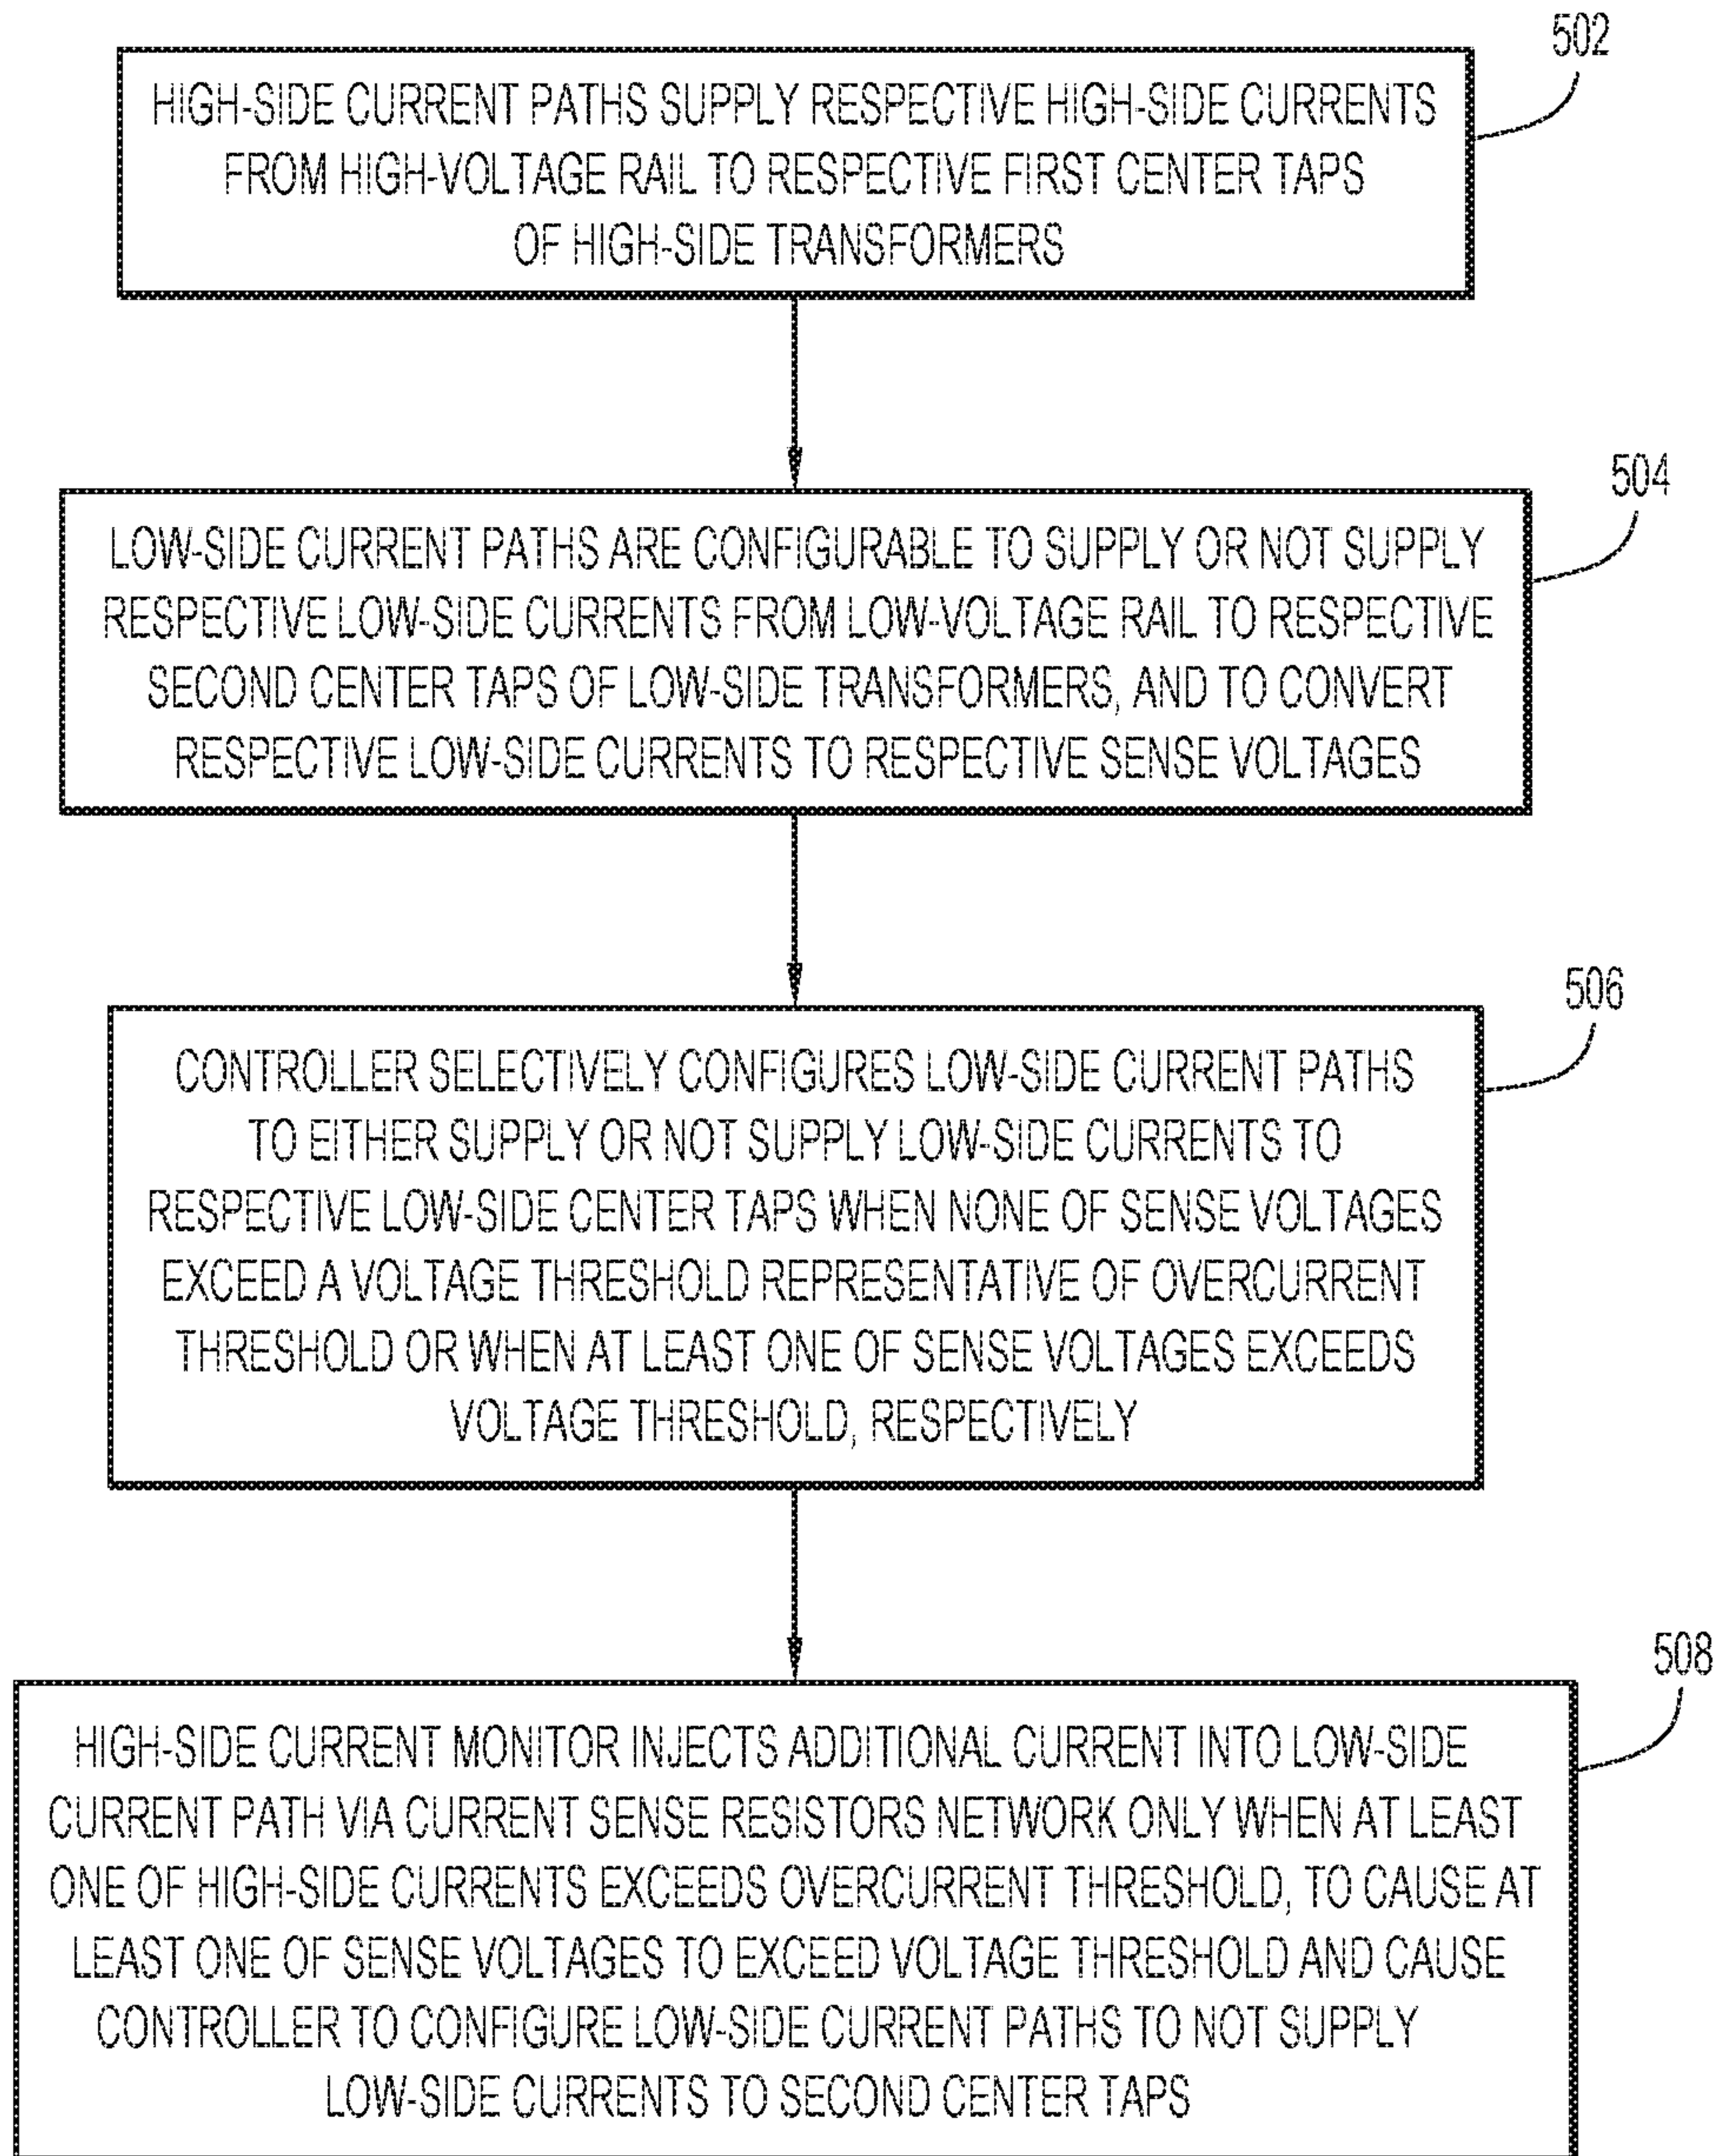 502
HIGH-SIDE CURRENT PATHS SUPPLY RESPECTIVE HIGH-SIDE CURRENTS
FROM HIGH-VOLTAGE RAIL TO RESPECTIVE FIRST CENTER TAPS
OF HIGH-SIDE TRANSFORMERS
504
LOW-SIDE CURRENT PATHS ARE CONFIGURABLE TO SUPPLY OR NOT SUPPLY
RESPECTIVE LOW-SIDE CURRENTS FROM LOW-VOLTAGE RAIL TO RESPECTIVE
SECOND CENTER TAPS OF LOW-SIDE TRANSFORMERS, AND TO CONVERT
RESPECTIVE LOW-SIDE CURRENTS TO RESPECTIVE SENSE VOLTAGES
506
CONTROLLER SELECTIVELY CONFIGURES LOW-SIDE CURRENT PATHS
TO EITHER SUPPLY OR NOT SUPPLY LOW-SIDE CURRENTS TO
RESPECTIVE LOW-SIDE CENTER TAPS WHEN NONE OF SENSE VOLTAGES
EXCEED A VOLTAGE THRESHOLD REPRESENTATIVE OF OVERCURRENT
THRESHOLD OR WHEN AT LEAST ONE OF SENSE VOLTAGES EXCEEDS
VOLTAGE THRESHOLD, RESPECTIVELY
508
HIGH-SIDE CURRENT MONITOR INJECTS ADDITIONAL CURRENT INTO LOW-SIDE
CURRENT PATH VIA CURRENT SENSE RESISTORS NETWORK ONLY WHEN AT LEAST
ONE OF HIGH-SIDE CURRENTS EXCEEDS OVERCURRENT THRESHOLD, TO CAUSE AT
LEAST ONE OF SENSE VOLTAGES TO EXCEED VOLTAGE THRESHOLD AND CAUSE
CONTROLLER TO CONFIGURE LOW-SIDE CURRENT PATHS TO NOT SUPPLY
LOW-SIDE CURRENTS TO SECOND CENTER TAPS